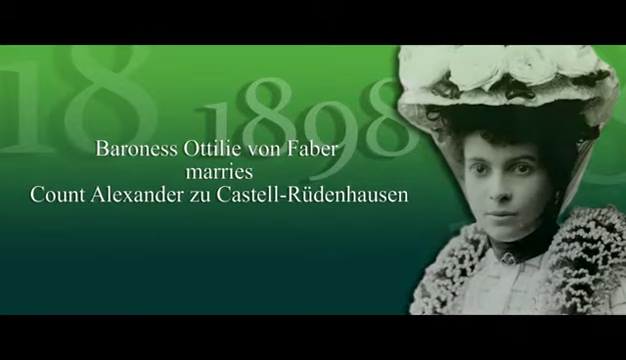 18
1898
Baroness Ottilie von Faber
marries
Count Alexander zu Castell-Rüdenhausen